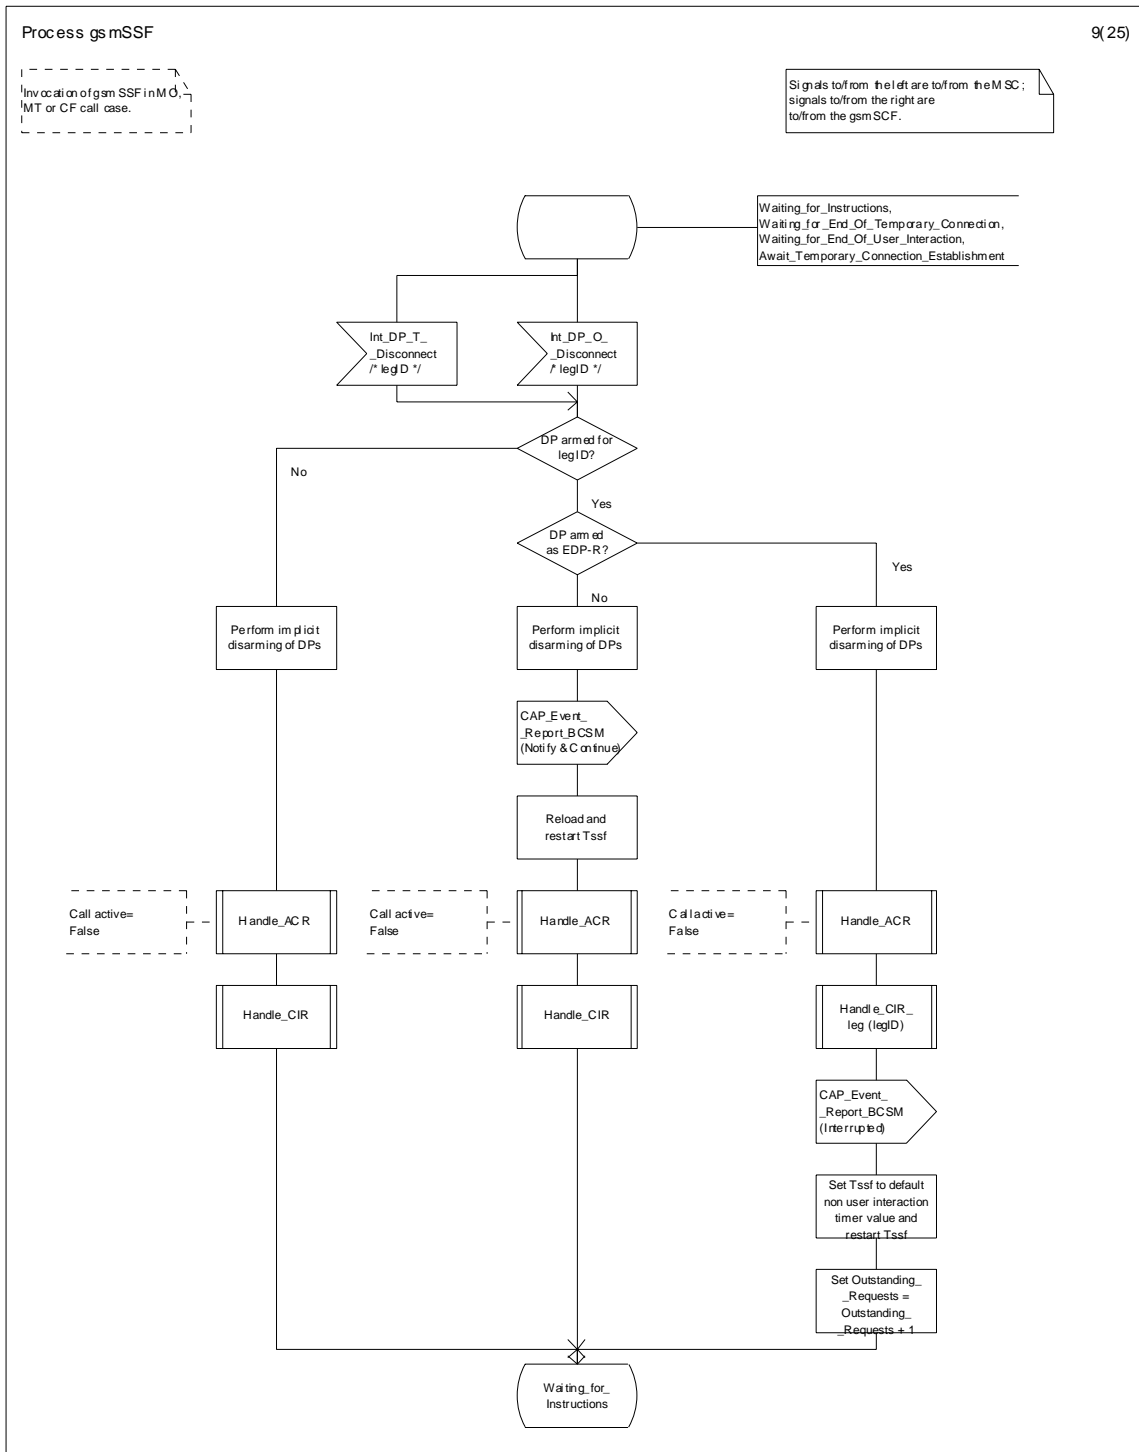 Process gsmSSF
9(25)
Invocation of gsmSSF in MO,
MT or CF call case.
Signals to/from the left are to/from the MSC;
signals to/from the right are
to/from the gsmSCF.
Waiting_for_Instructions,
Waiting_for_End_Of_Temporary_Connection,
Waiting_for_End_Of_User_Interaction,
Await_Temporary_Connection_Establishment
Int_DP_T_
_Disconnect
/* legID */
Int_DP_O_
_Disconnect
/* legID */
DP armed for
legID?
No
Yes
DP armed
as EDP-R?
Yes
No
Perform implicit
disarming of DPs
Perform implicit
disarming of DPs
Perform implicit
disarming of DPs
CAP_Event_
_Report_BCSM
(Notify & Continue)
Reload and
restart Tssf
Call active=
False
Handle_ACR
Call active=
False
Handle_ACR
Call active=
False
Handle_ACR
Handle_CIR
Handle_CIR
Handle_CIR_
leg (legID)
CAP_Event_
_Report_BCSM
(Interrupted)
Set Tssf to default
non user interaction
timer value and
restart Tssf
Set Outstanding_
_Requests =
Outstanding_
_Requests + 1
Waiting_for_
Instructions